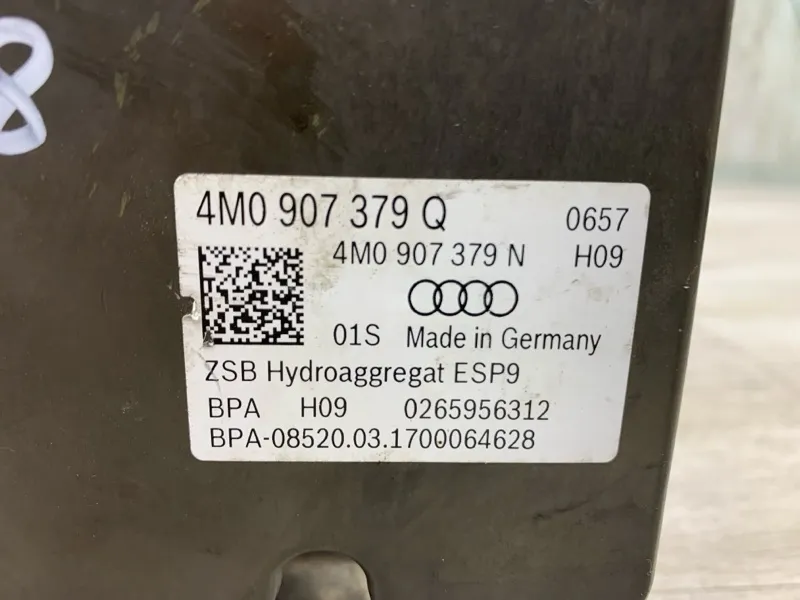 8
4M0 907 379 Q 0657
4M0 907 379 N H09
01S Made in Germany
ZSB Hydroaggregat ESP9
BPA H09 0265956312
BPA-08520.03.1700064628